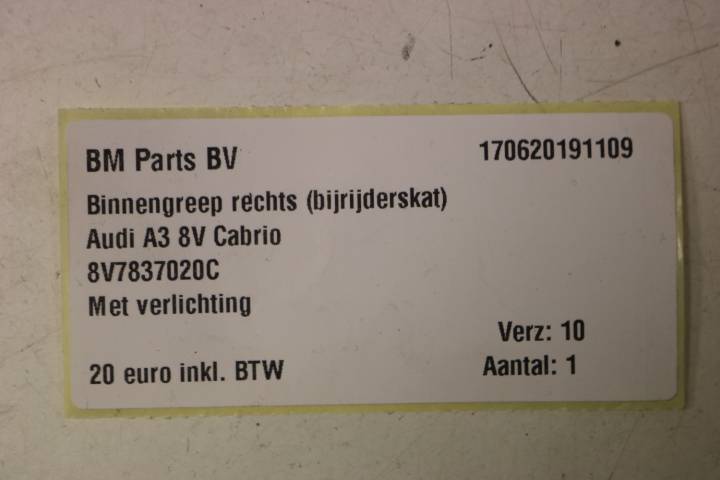 BM Parts BV 170620191109
Binnengreep rechts (bijrijderskat)
Audi A3 8V Cabrio
8V7837020C
Met verlichting
Verz: 10
20 euro inkl. BTW Aantal: 1